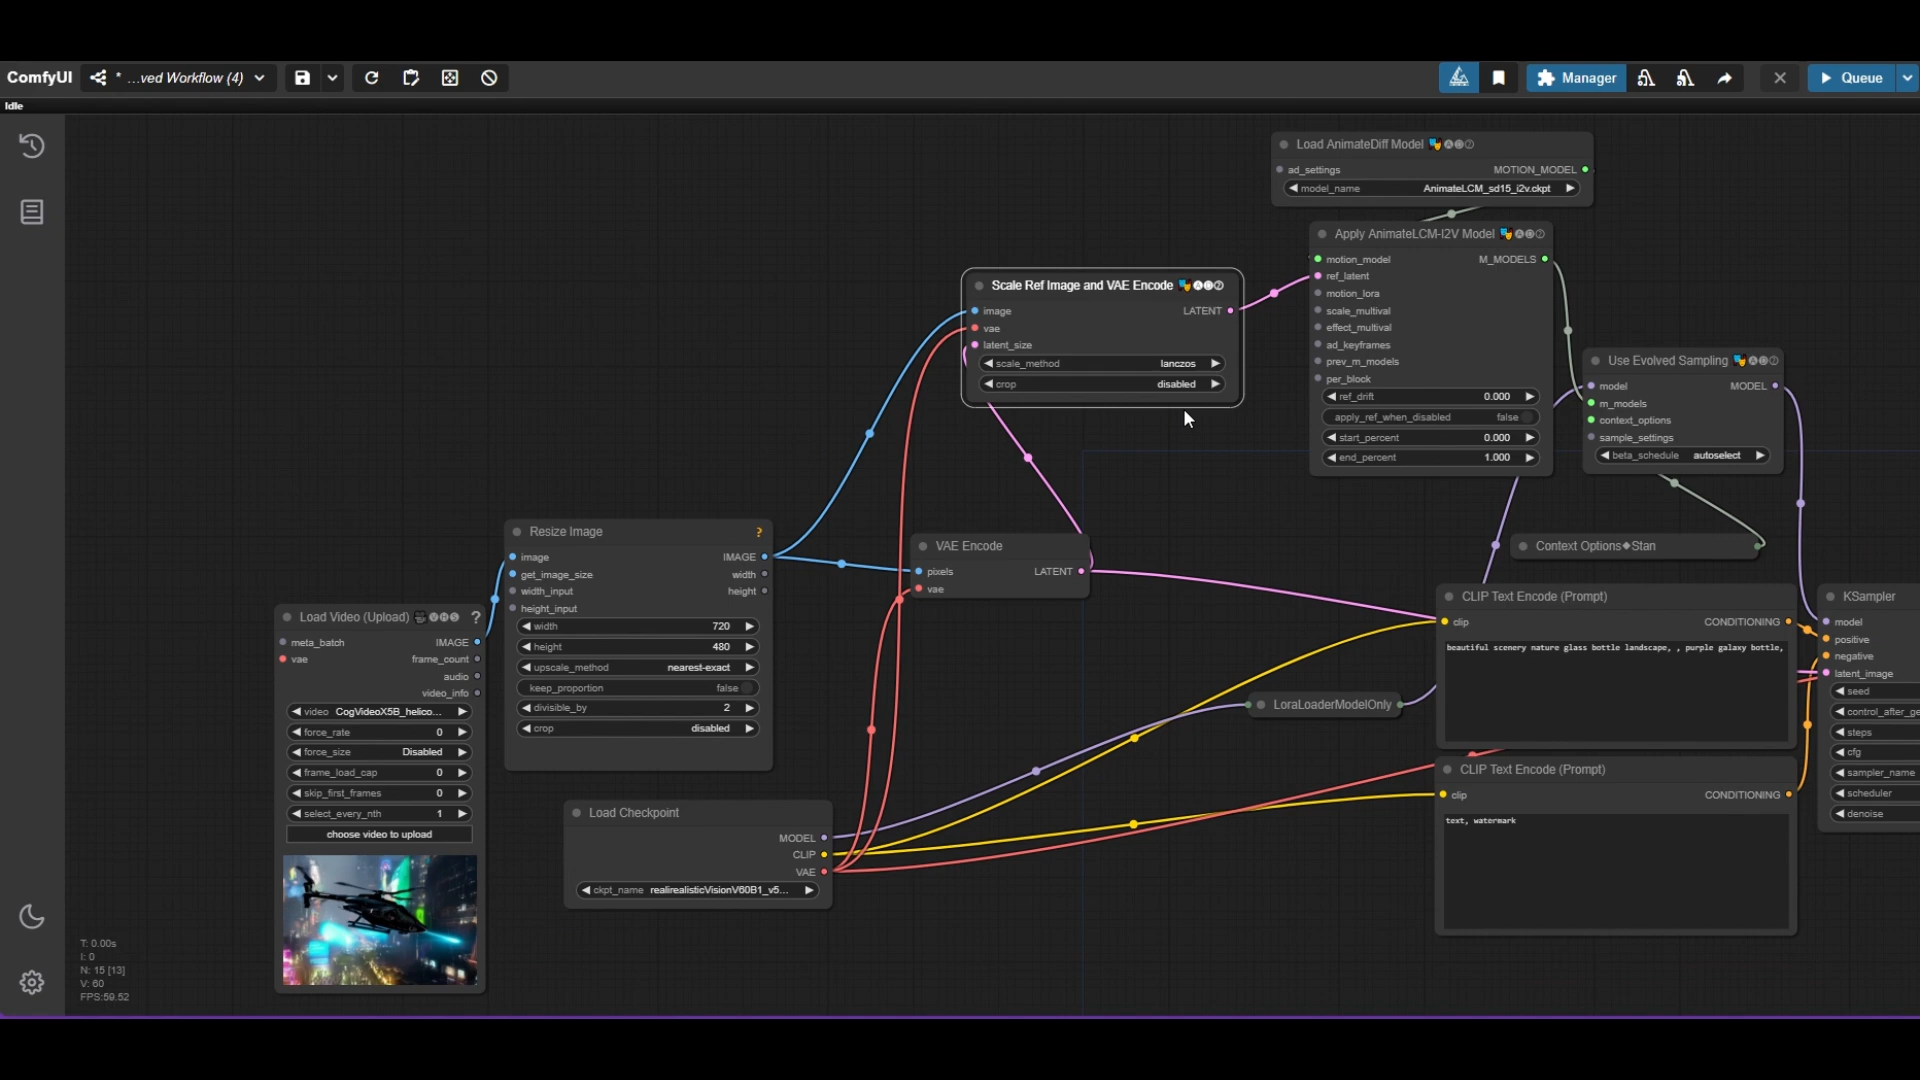 ComfyUI
* ...ved Workflow (4)
Manager
Queue
Idle
Load AnimateDiff Model
ad_settings
MOTION_MODEL
model_name
AnimateLCM_sd15_i2v.ckpt
Apply AnimateLCM-I2V Model
motion_model
M_MODELS
ref_latent
motion_lora
scale_multival
effect_multival
ad_keyframes
prev_m_models
per_block
ref_drift 0.000
apply_ref_when_disabled false
start_percent 0.000
end_percent 1.000
Scale Ref Image and VAE Encode
image
LATENT
vae
latent_size
scale_method lanczos
crop disabled
Use Evolved Sampling
model
MODEL
m_models
context_options
sample_settings
beta_schedule autoselect
Context Options◆Stan
Resize Image ?
image
IMAGE
get_image_size
width
width_input
height
height_input
width 720
height 480
upscale_method nearest-exact
keep_proportion false
divisible_by 2
crop disabled
VAE Encode
pixels
LATENT
vae
Load Video (Upload) ?
meta_batch
IMAGE
vae
frame_count
audio
video_info
video CogVideoX5B_helico...
force_rate 0
force_size Disabled
frame_load_cap 0
skip_first_frames 0
select_every_nth 1
choose video to upload
Load Checkpoint
MODEL
CLIP
VAE
ckpt_name realirealisticVisionV60B1_v5...
LoraLoaderModelOnly
CLIP Text Encode (Prompt)
clip
CONDITIONING
beautiful scenery nature glass bottle landscape, , purple galaxy bottle,
CLIP Text Encode (Prompt)
clip
CONDITIONING
text, watermark
KSampler
model
positive
negative
latent_image
seed
control_after_ge
steps
cfg
sampler_name
scheduler
denoise
T: 0.00s
I: 0
N: 15 [13]
V: 60
FPS:59.52